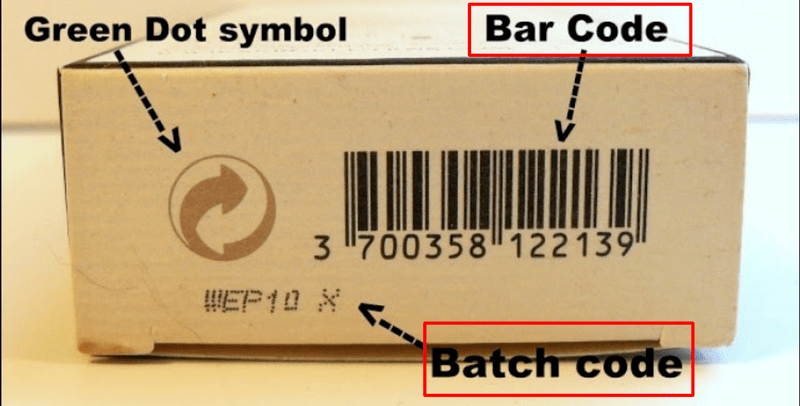 Green Dot symbol
Bar Code
3 700358 122139
WEP10 X
Batch code